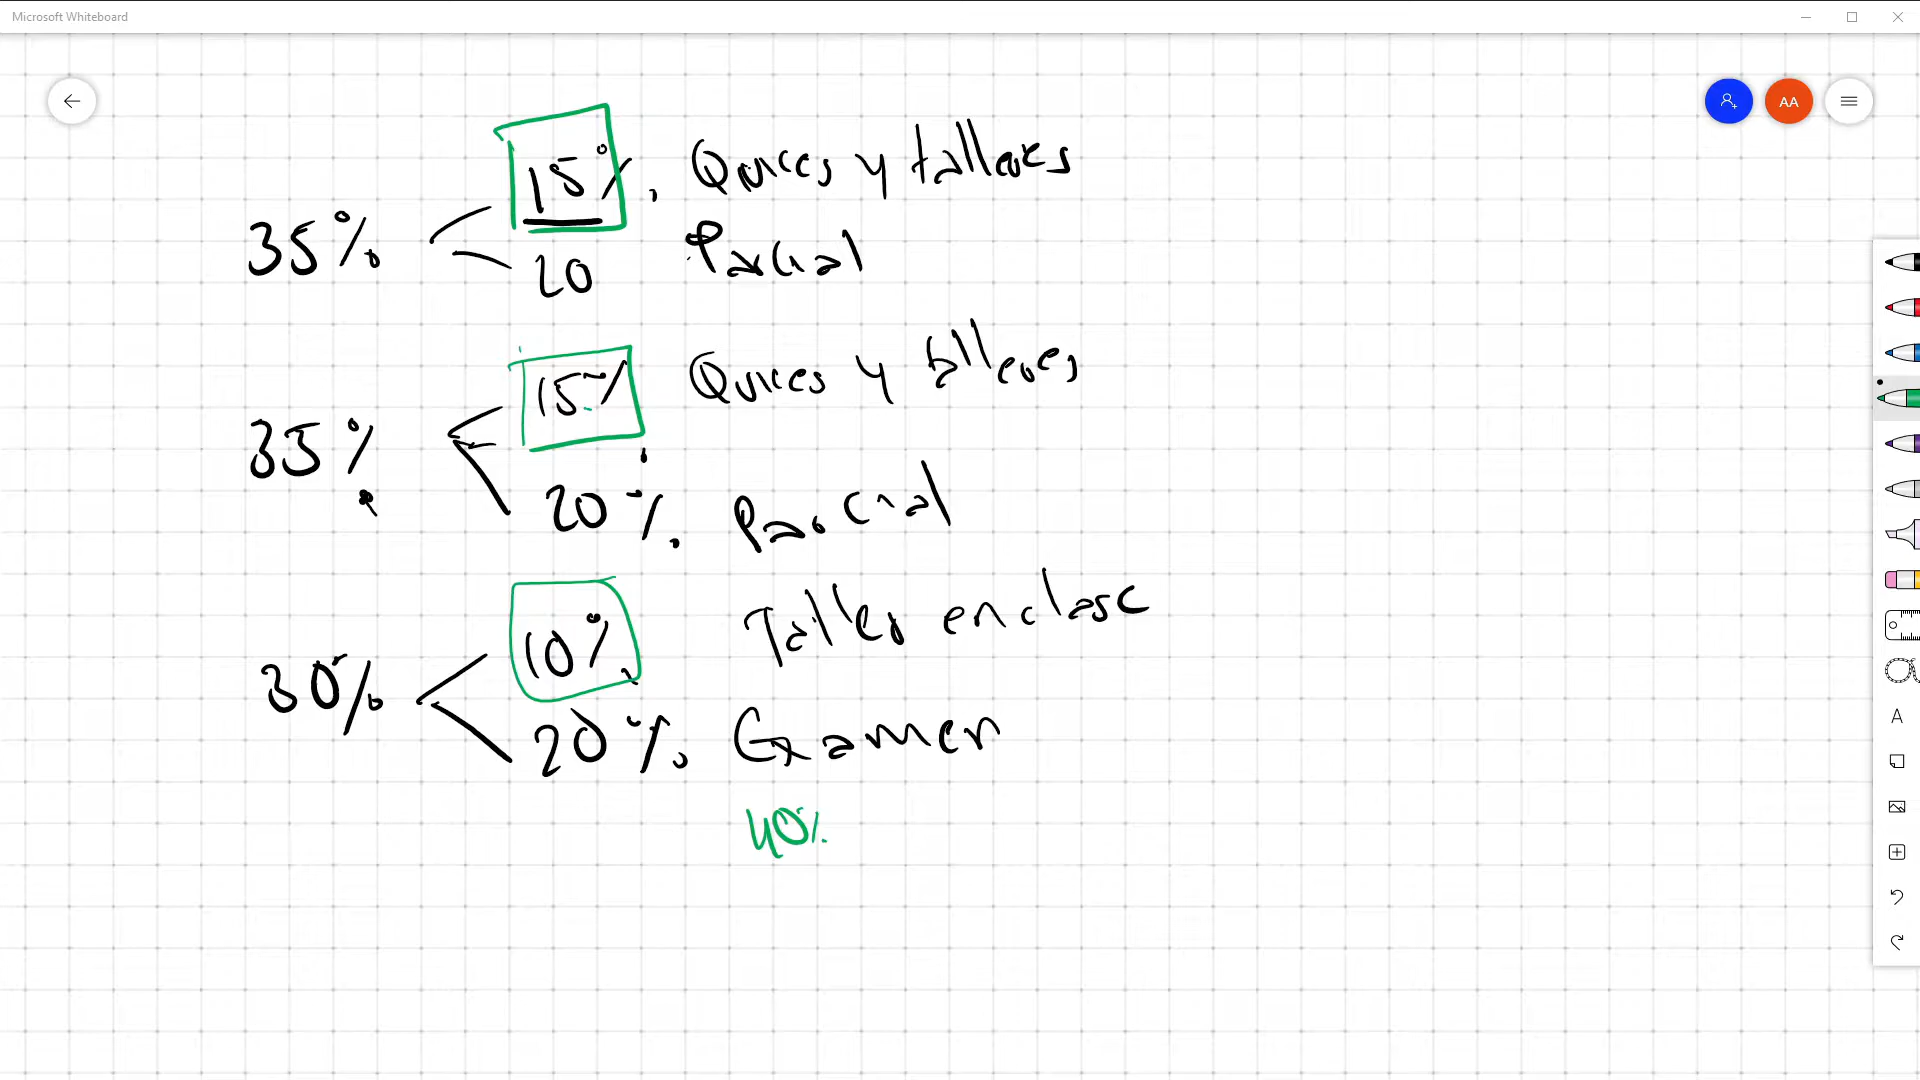 Microsoft Whiteboard
AA
15%. Quices y talleres
35%
20 Parcial
15% Quices y talleres
35%
20%. Parcial
10% Taller en clase
30%
20%. Examen
40%
A